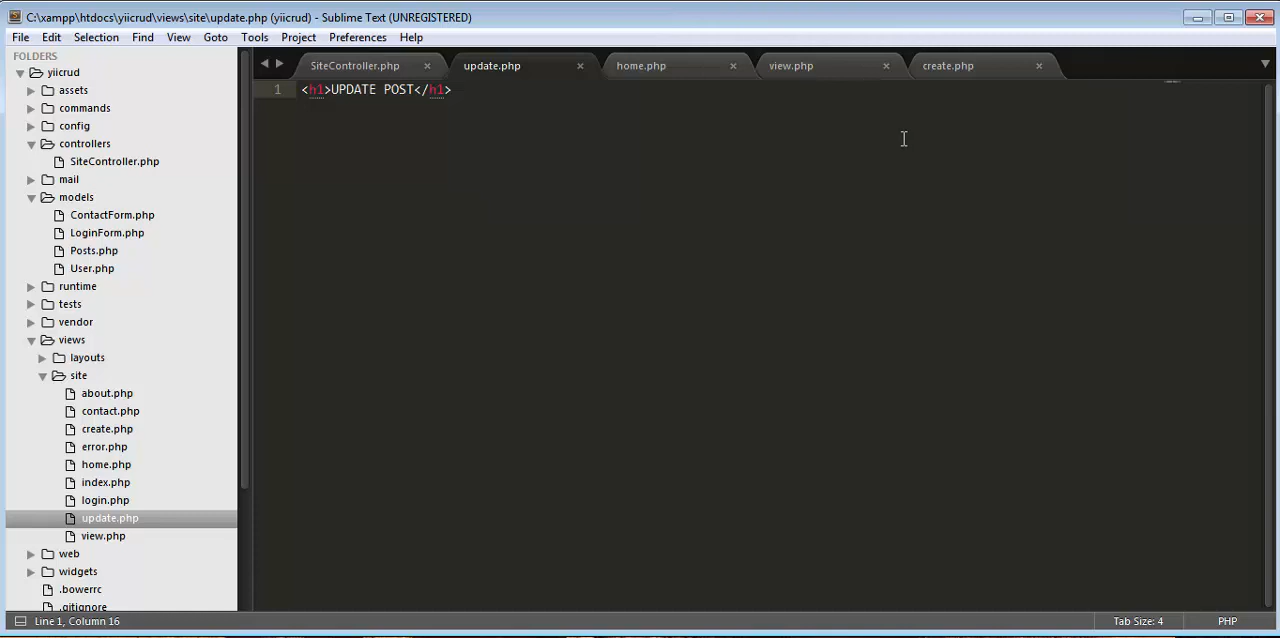 C:\xampp\htdocs\yiicrud\views\site\update.php (yiicrud) - Sublime Text (UNREGISTERED)
File Edit Selection Find View Goto Tools Project Preferences Help
FOLDERS
yiicrud
assets
commands
config
controllers
SiteController.php
mail
models
ContactForm.php
LoginForm.php
Posts.php
User.php
runtime
tests
vendor
views
layouts
site
about.php
contact.php
create.php
error.php
home.php
index.php
login.php
update.php
view.php
web
widgets
.bowerrc
.gitignore
SiteController.php update.php home.php view.php create.php
1 <h1>UPDATE POST</h1>
Line 1, Column 16 Tab Size: 4 PHP